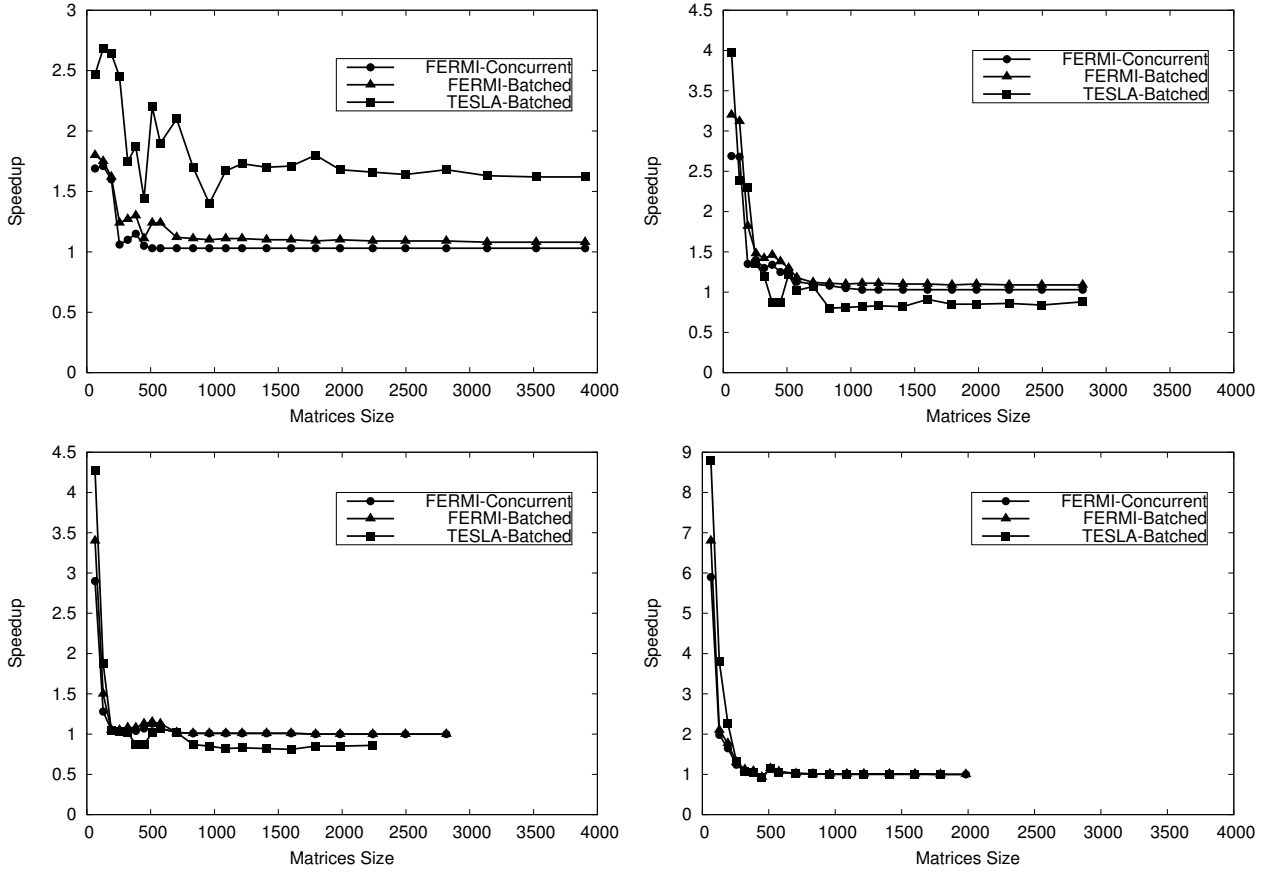 3
2.5
2
1.5
1
0.5
0
0 500 1000 1500 2000 2500 3000 3500 4000
Speedup
Matrices Size
FERMI-Concurrent
FERMI-Batched
TESLA-Batched
4.5
4
3.5
3
2.5
2
1.5
1
0.5
0
0 500 1000 1500 2000 2500 3000 3500 4000
Speedup
Matrices Size
FERMI-Concurrent
FERMI-Batched
TESLA-Batched
4.5
4
3.5
3
2.5
2
1.5
1
0.5
0
0 500 1000 1500 2000 2500 3000 3500 4000
Speedup
Matrices Size
FERMI-Concurrent
FERMI-Batched
TESLA-Batched
9
8
7
6
5
4
3
2
1
0
0 500 1000 1500 2000 2500 3000 3500 4000
Speedup
Matrices Size
FERMI-Concurrent
FERMI-Batched
TESLA-Batched